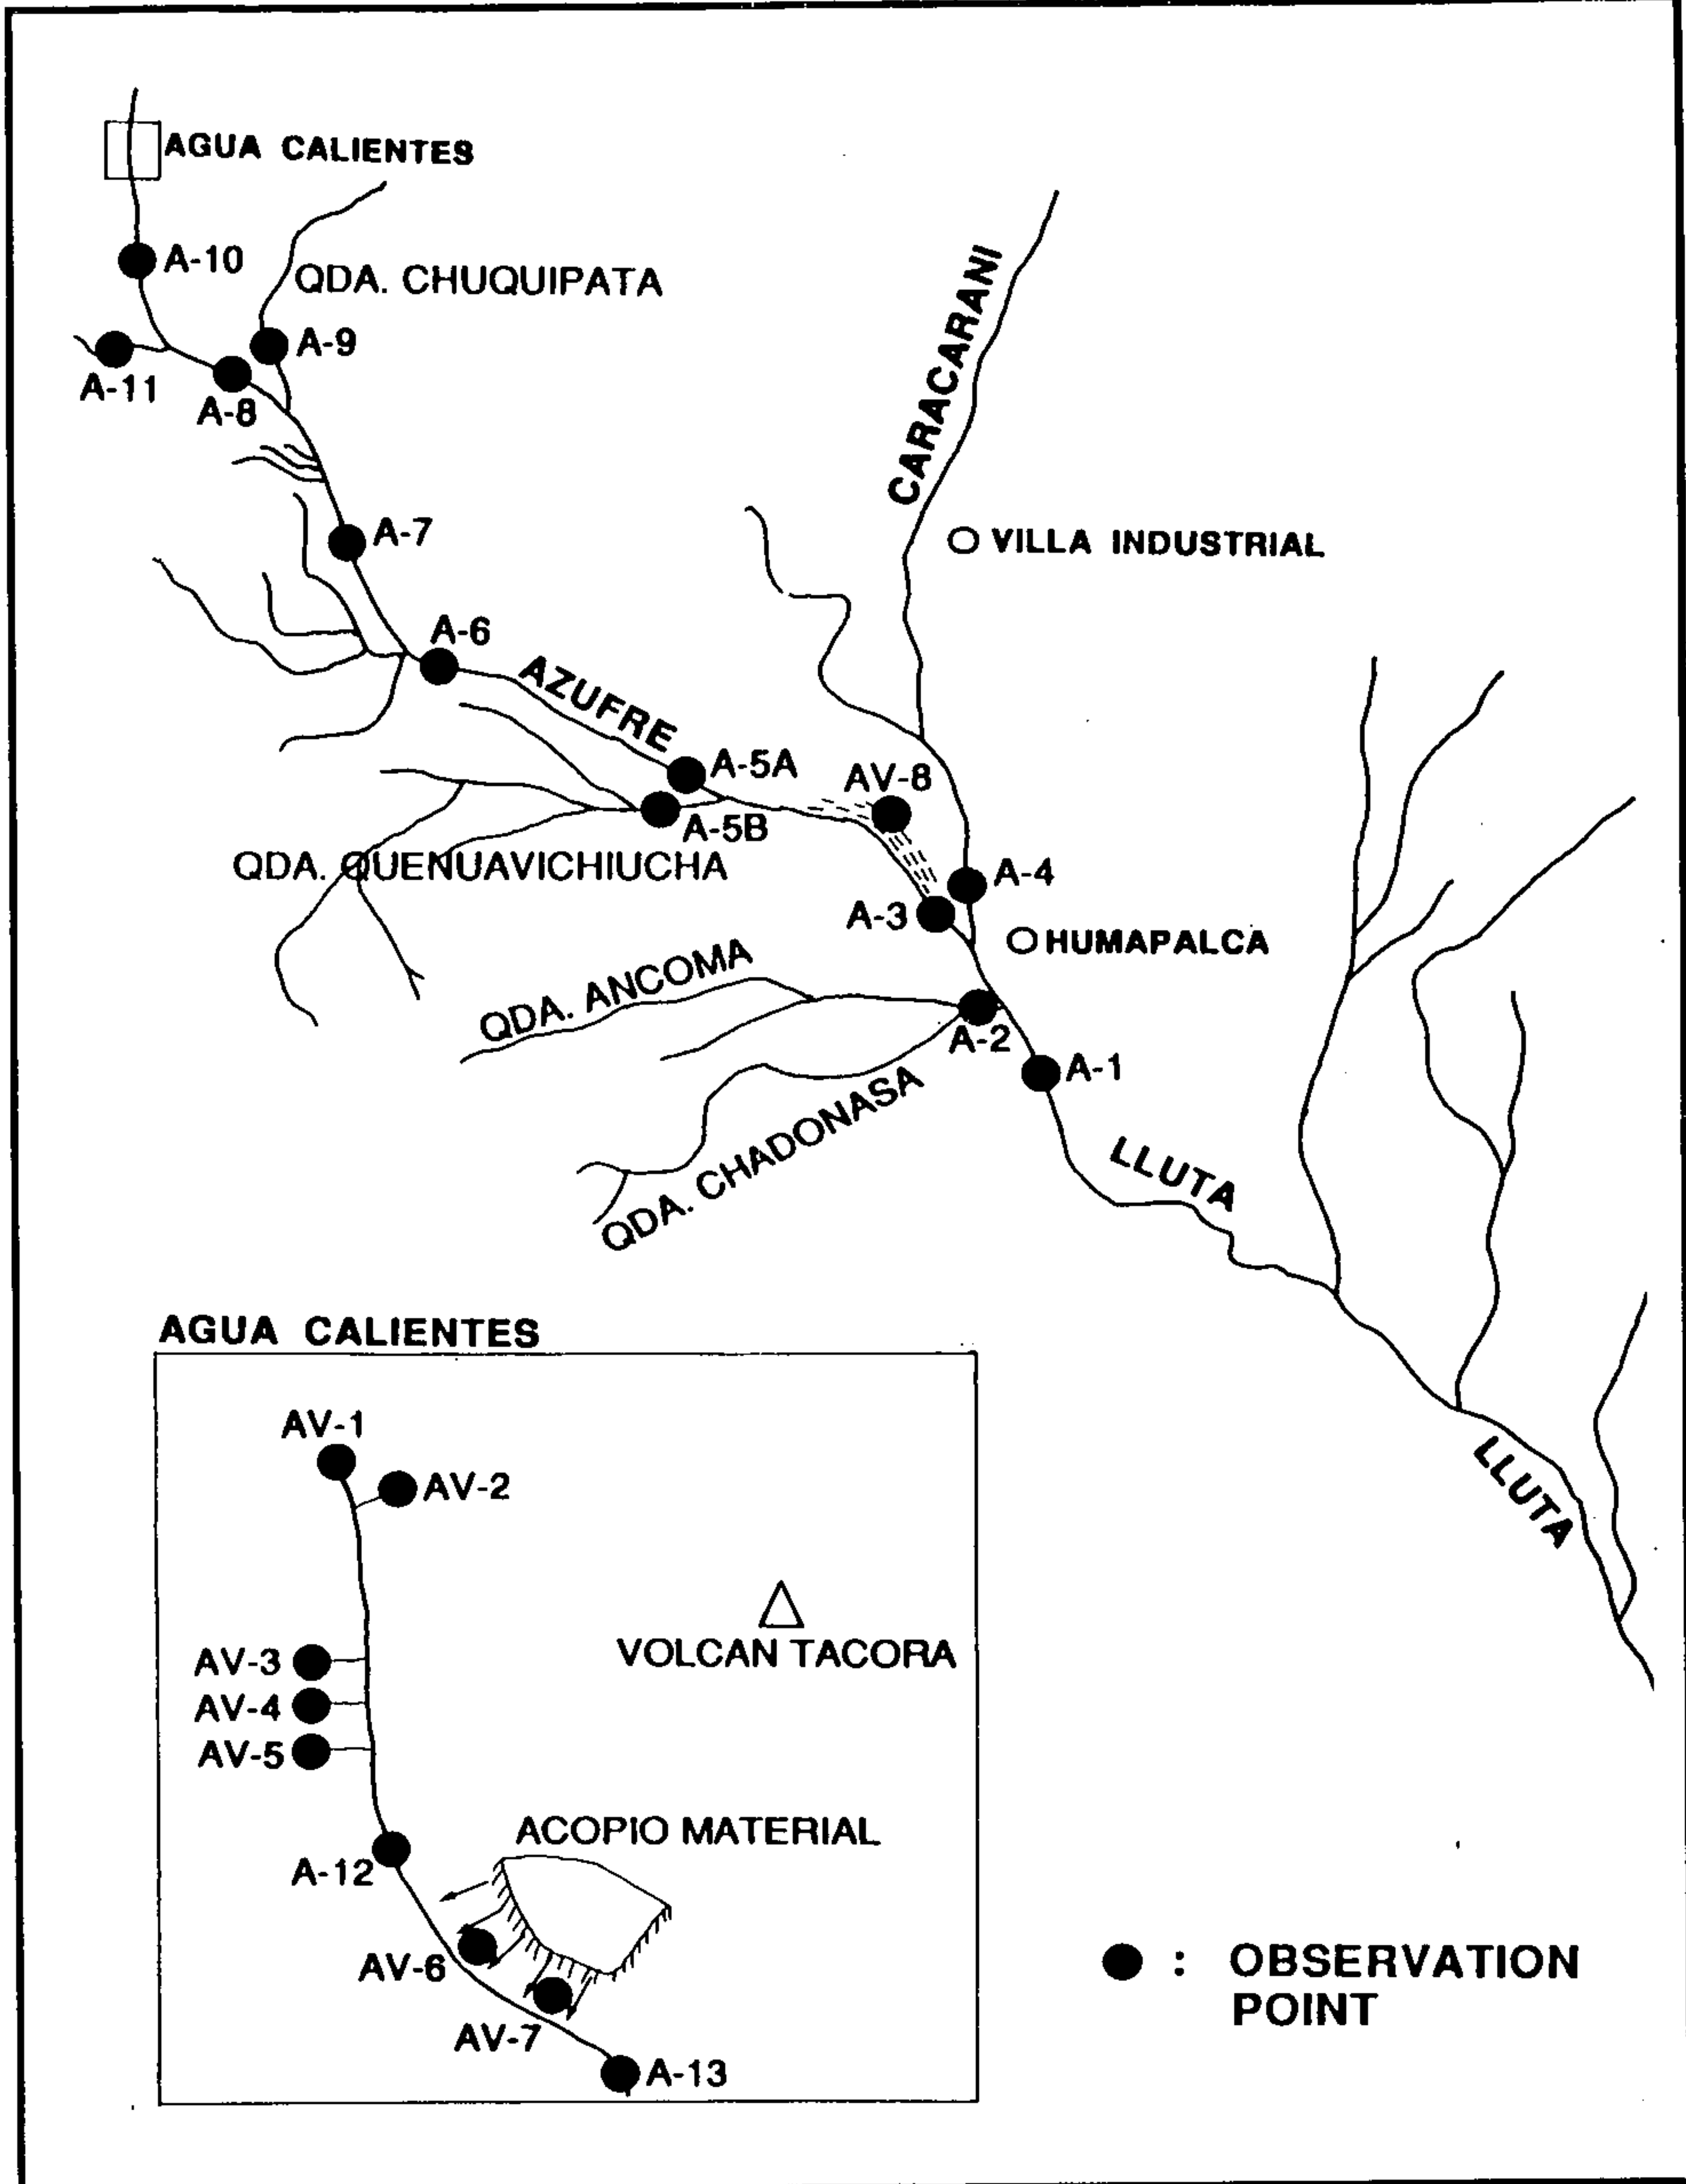 AGUA CALIENTES
A-10
QDA. CHUQUIPATA
A-9
A-11
A-8
CARACARANI
A-7
VILLA INDUSTRIAL
A-6
AZUFRE
A-5A
AV-8
A-5B
QDA. QUENUAVICHIUCHA
A-4
A-3
HUMAPALCA
QDA. ANCOMA
A-2
A-1
QDA. CHADONASA
LLUTA
LLUTA
AGUA CALIENTES
AV-1
AV-2
VOLCAN TACORA
AV-3
AV-4
AV-5
ACOPIO MATERIAL
A-12
AV-6
AV-7
A-13
: OBSERVATION
POINT